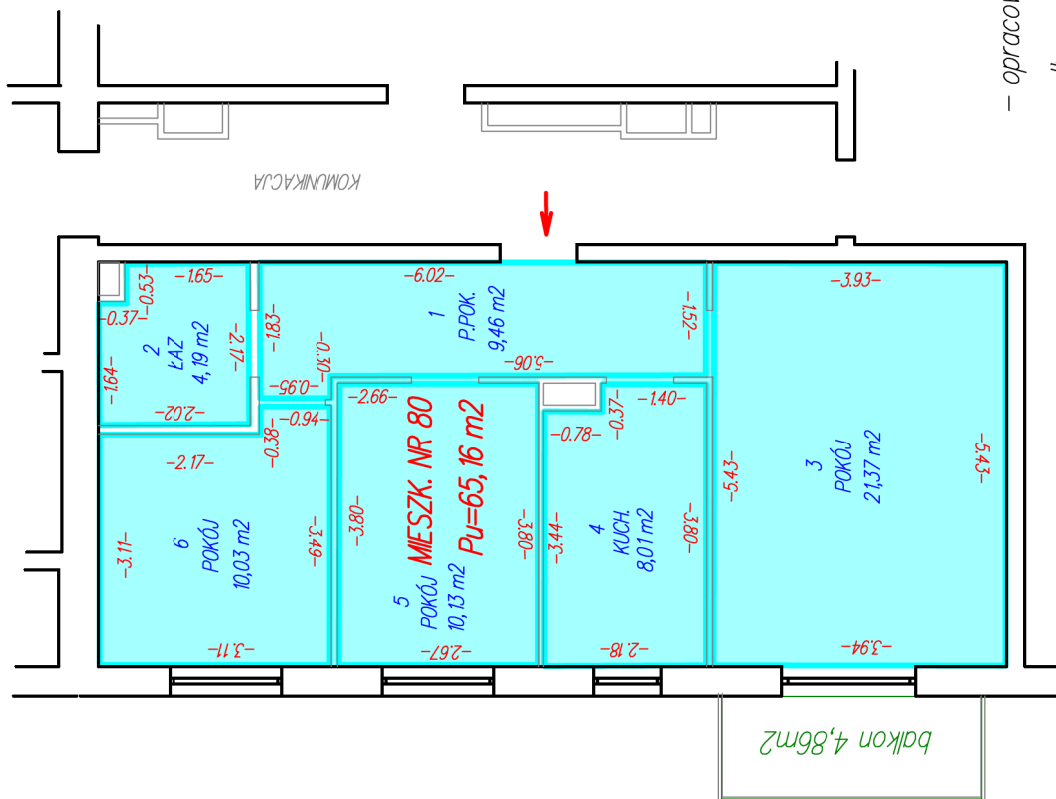 – opracow
KOMUNIKACJA
–1.65–
–0.53–
–0.37–
–2.17–
–1.64–
–2.02–
2
ŁAZ
4,19 m2
–6.02–
–1.83–
–0.30–
–0.95–
–5.06–
–1.52–
1
P.POK.
9,46 m2
–3.93–
–5.43–
–5.43–
–3.94–
3
POKÓJ
21,37 m2
–0.94–
–0.38–
–2.17–
–3.11–
–3.49–
–3.11–
6
POKÓJ
10,03 m2
–2.66–
–3.80–
–3.80–
–2.67–
MIESZK. NR 80
Pu=65,16 m2
5
POKÓJ
10,13 m2
–0.78–
–0.37–
–1.40–
–3.44–
–3.80–
–2.18–
4
KUCH.
8,01 m2
balkon 4,86m2